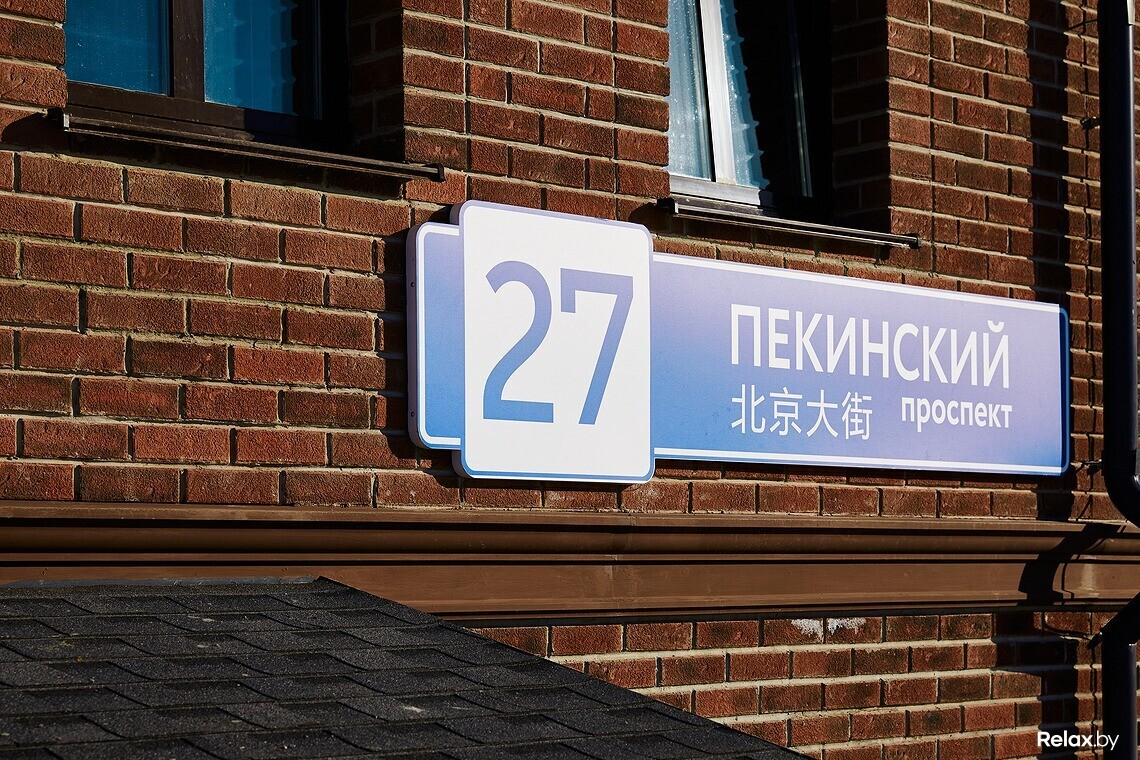 27
ПЕКИНСКИЙ
北京大街 проспект
Relax.by